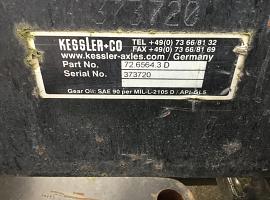 373720
KESSLER+CO
TEL +49(0) 73 66/81 32
FAX +49(0) 73 66/81 69
www.kessler-axles.com / Germany
Part No. 72.6564.3 D
Serial No. 373720
Gear Oil: SAE 90 per MIL-L-2105 D / API-GL5